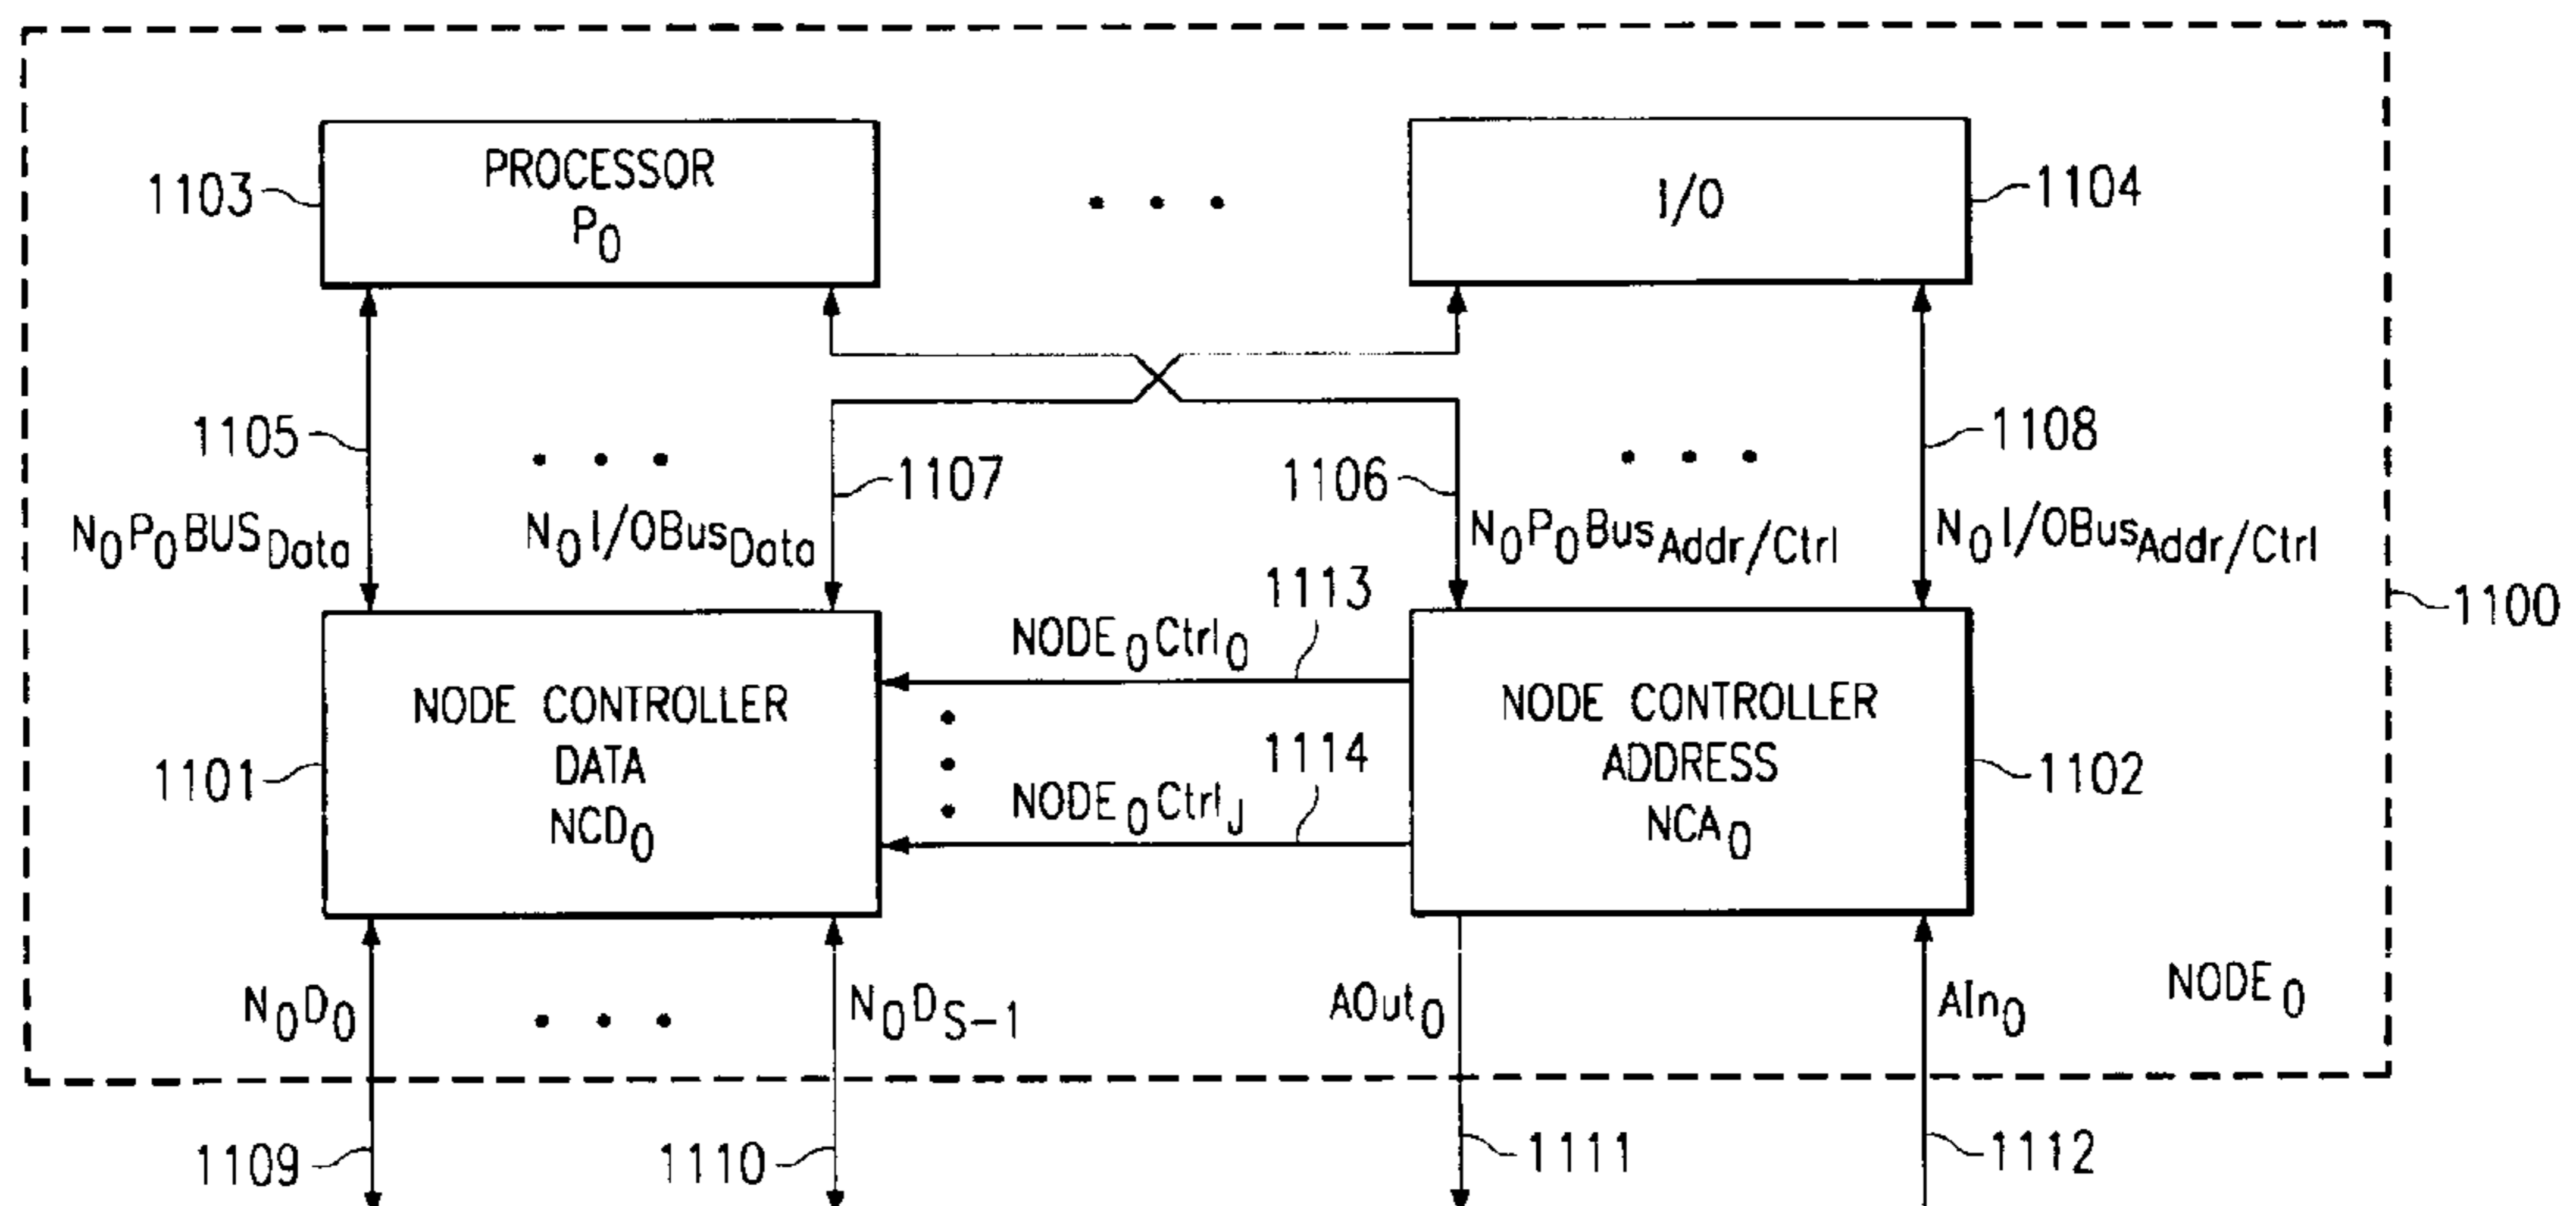 PROCESSOR
P0
1103
I/O
1104
1105
1107
1106
1108
N0P0BUSData
N0I/OBusData
N0P0BusAddr/Ctrl
N0I/OBusAddr/Ctrl
1100
1113
NODE0Ctrl0
NODE CONTROLLER
DATA
NCD0
1101
1114
NODE0CtrlJ
NODE CONTROLLER
ADDRESS
NCA0
1102
N0D0
N0DS-1
AOut0
AIn0
NODE0
1109
1110
1111
1112